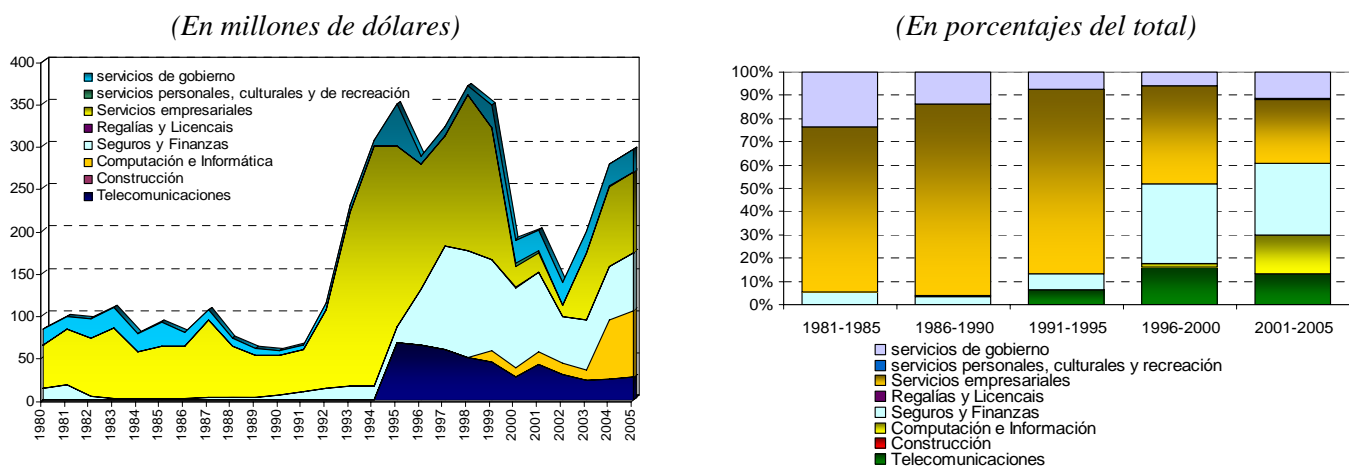 (En millones de dólares)
400
350
300
250
200
150
100
50
0
servicios de gobierno
servicios personales, culturales y de recreación
Servicios empresariales
Regalías y Licencais
Seguros y Finanzas
Computación e Informática
Construcción
Telecomunicaciones
1980
1981
1982
1983
1984
1985
1986
1987
1988
1989
1990
1991
1992
1993
1994
1995
1996
1997
1998
1999
2000
2001
2002
2003
2004
2005
(En porcentajes del total)
100%
90%
80%
70%
60%
50%
40%
30%
20%
10%
0%
1981-1985 1986-1990 1991-1995 1996-2000 2001-2005
servicios de gobierno
servicios personales, culturales y recreación
Servicios empresariales
Regalías y Licencais
Seguros y Finanzas
Computación e Información
Construcción
Telecomunicaciones